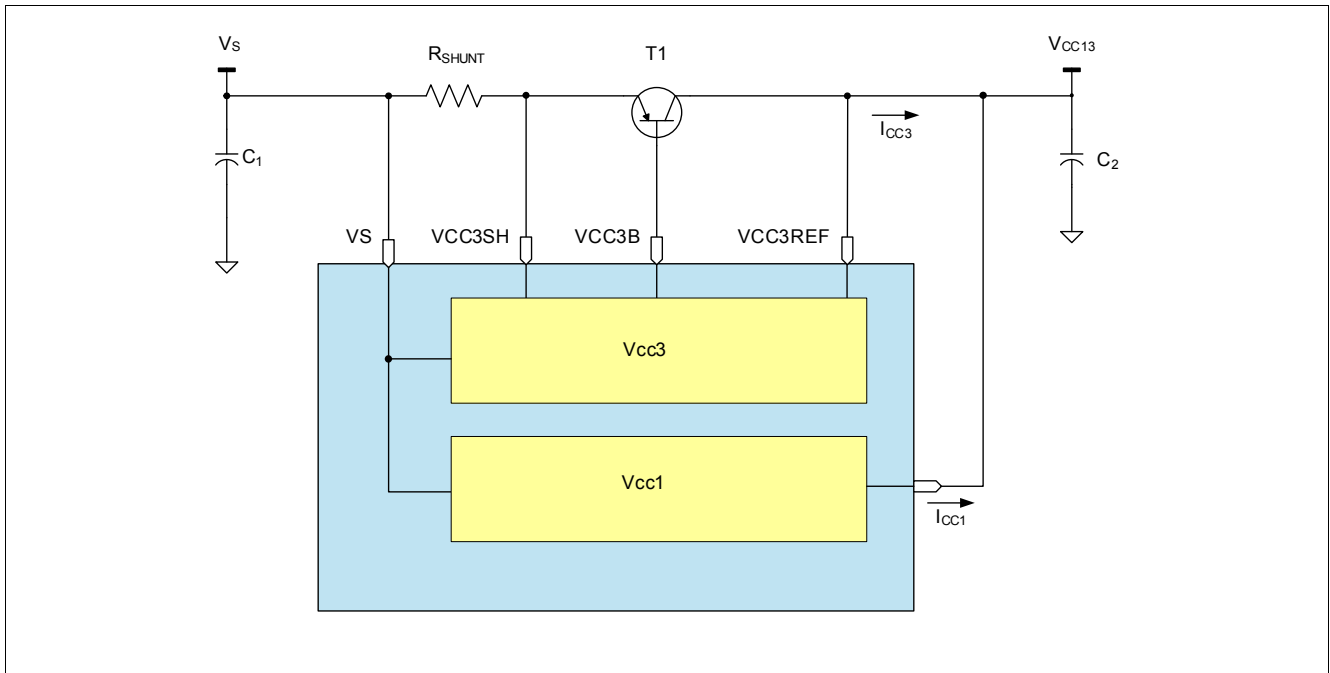 VS
RSHUNT
T1
VCC13
ICC3
C1
C2
VS
VCC3SH
VCC3B
VCC3REF
Vcc3
Vcc1
ICC1